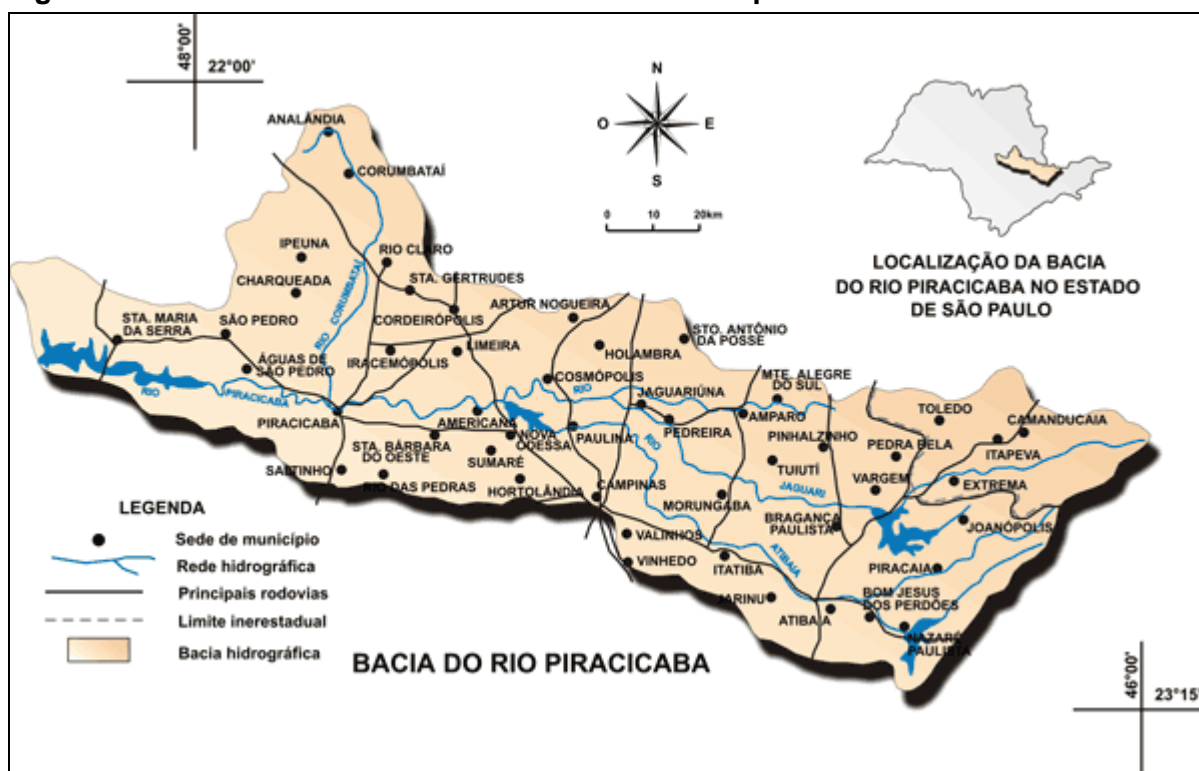 48°00'
22°00'
N
O
E
S
0 10 20km
LOCALIZAÇÃO DA BACIA
DO RIO PIRACICABA NO ESTADO
DE SÃO PAULO
ANALÂNDIA
CORUMBATAÍ
IPEUNA
RIO CLARO
CHARQUEADA
STA. GERTRUDES
RIO CORUMBATAÍ
CORDEIRÓPOLIS
ARTUR NOGUEIRA
STA. MARIA
DA SERRA
SÃO PEDRO
ÁGUAS DE
SÃO PEDRO
IRACEMÓPOLIS
LIMEIRA
HOLAMBRA
STO. ANTÔNIO
DA POSSE
COSMÓPOLIS
RIO
JAGUARIÚNA
MTE. ALEGRE
DO SUL
RIO PIRACICABA
PIRACICABA
AMERICANA
NOVA
ODESSA
PAULINA
PEDREIRA
AMPARO
TOLEDO
CAMANDUCAIA
STA. BÁRBARA
DO OESTE
SUMARÉ
RIO
PINHALZINHO
PEDRA BELA
ITAPEVA
SALTINHO
RIO DAS PEDRAS
HORTOLÂNDIA
CAMPINAS
TUIUTÍ
JAGUARI
VARGEM
EXTREMA
MORUNGABA
BRAGANÇA
PAULISTA
JOANÓPOLIS
VALINHOS
VINHEDO
ATIBAIA
ITATIBA
PIRACAIA
JARINU
ATIBAIA
BOM JESUS
DOS PERDÕES
NAZARÉ
PAULISTA
LEGENDA
Sede de município
Rede hidrográfica
Principais rodovias
Limite inerestadual
Bacia hidrográfica
BACIA DO RIO PIRACICABA
46°00'
23°15'